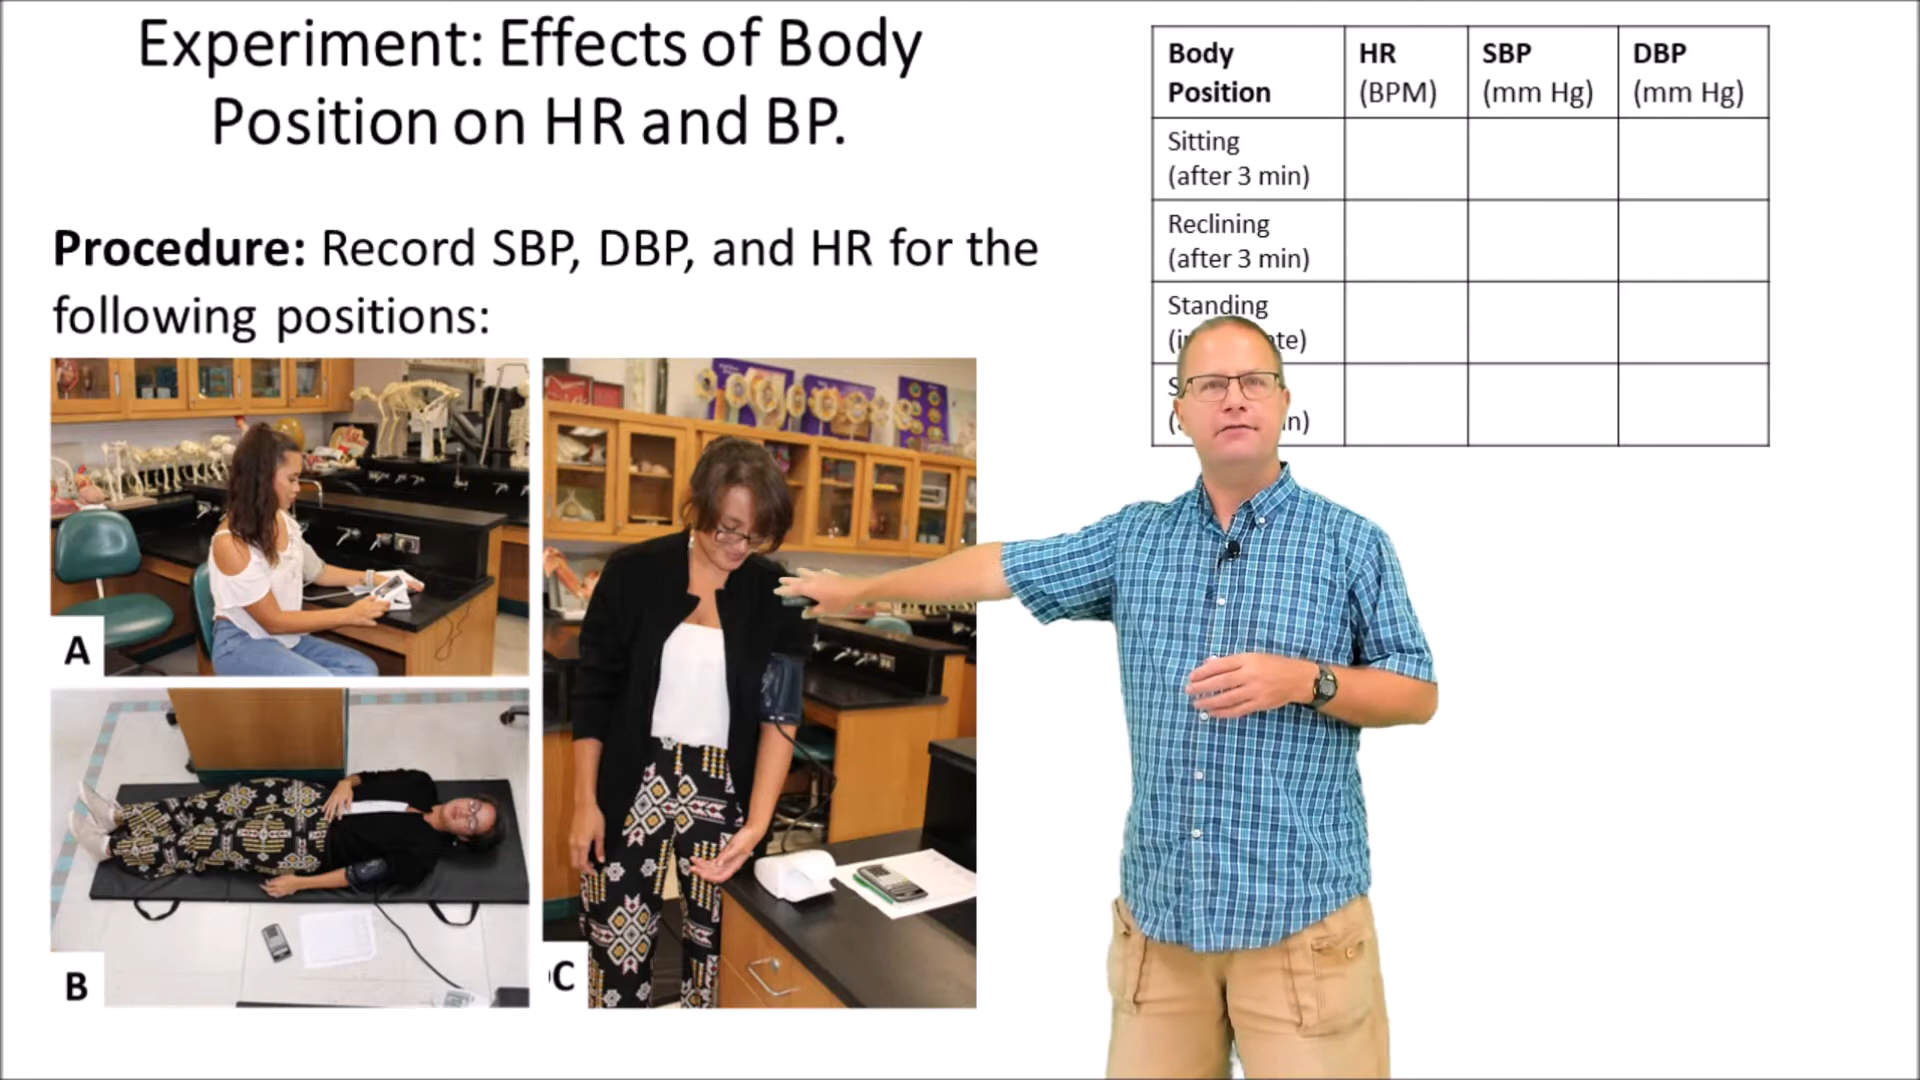 Experiment: Effects of Body
Position on HR and BP.
Procedure: Record SBP, DBP, and HR for the
following positions:
A
B
C
Body
Position
HR
(BPM)
SBP
(mm Hg)
DBP
(mm Hg)
Sitting
(after 3 min)
Reclining
(after 3 min)
Standing